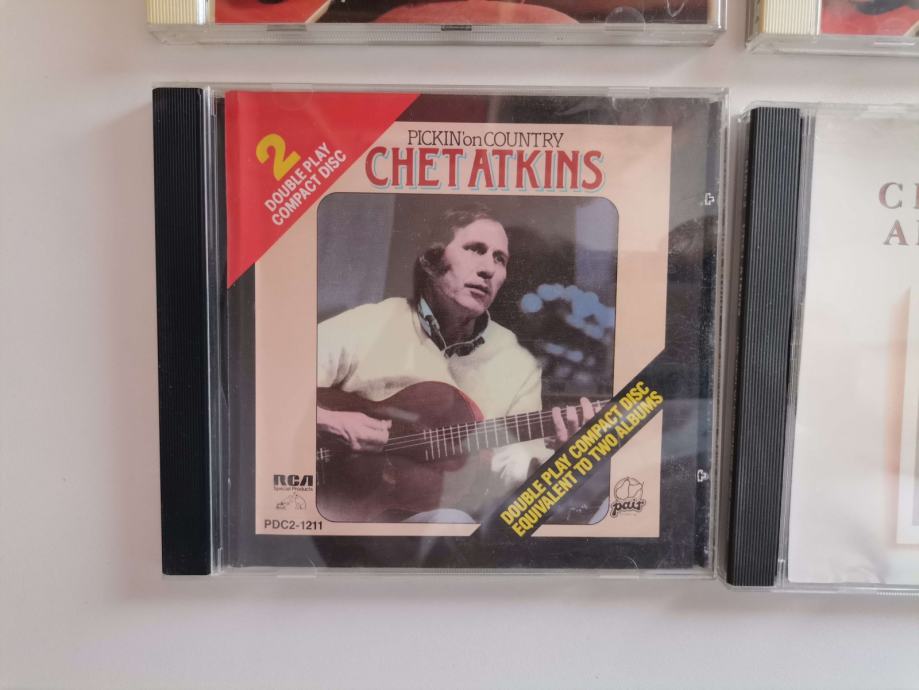 2
DOUBLE PLAY
COMPACT DISC
PICKIN' on COUNTRY
CHET ATKINS
DOUBLE PLAY COMPACT DISC
EQUIVALENT TO TWO ALBUMS
RCA
Special Products
PDC2-1211
pair